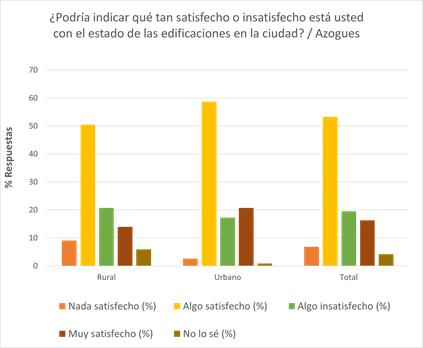 ¿Podría indicar qué tan satisfecho o insatisfecho está usted
con el estado de las edificaciones en la ciudad? / Azogues
% Respuestas
70
60
50
40
30
20
10
0
Rural
Urbano
Total
Nada satisfecho (%)
Algo satisfecho (%)
Algo insatisfecho (%)
Muy satisfecho (%)
No lo sé (%)